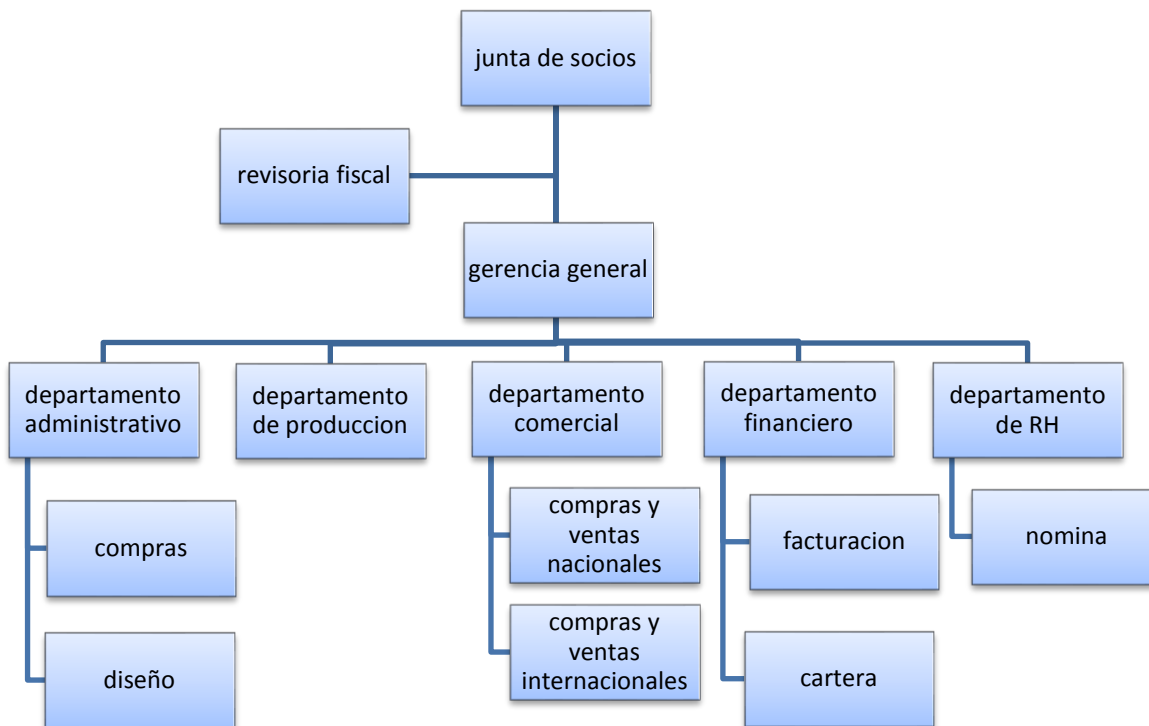 junta de socios
revisoria fiscal
gerencia general
departamento
administrativo
departamento
de produccion
departamento
comercial
departamento
financiero
departamento
de RH
compras
diseño
compras y
ventas
nacionales
compras y
ventas
internacionales
facturacion
cartera
nomina